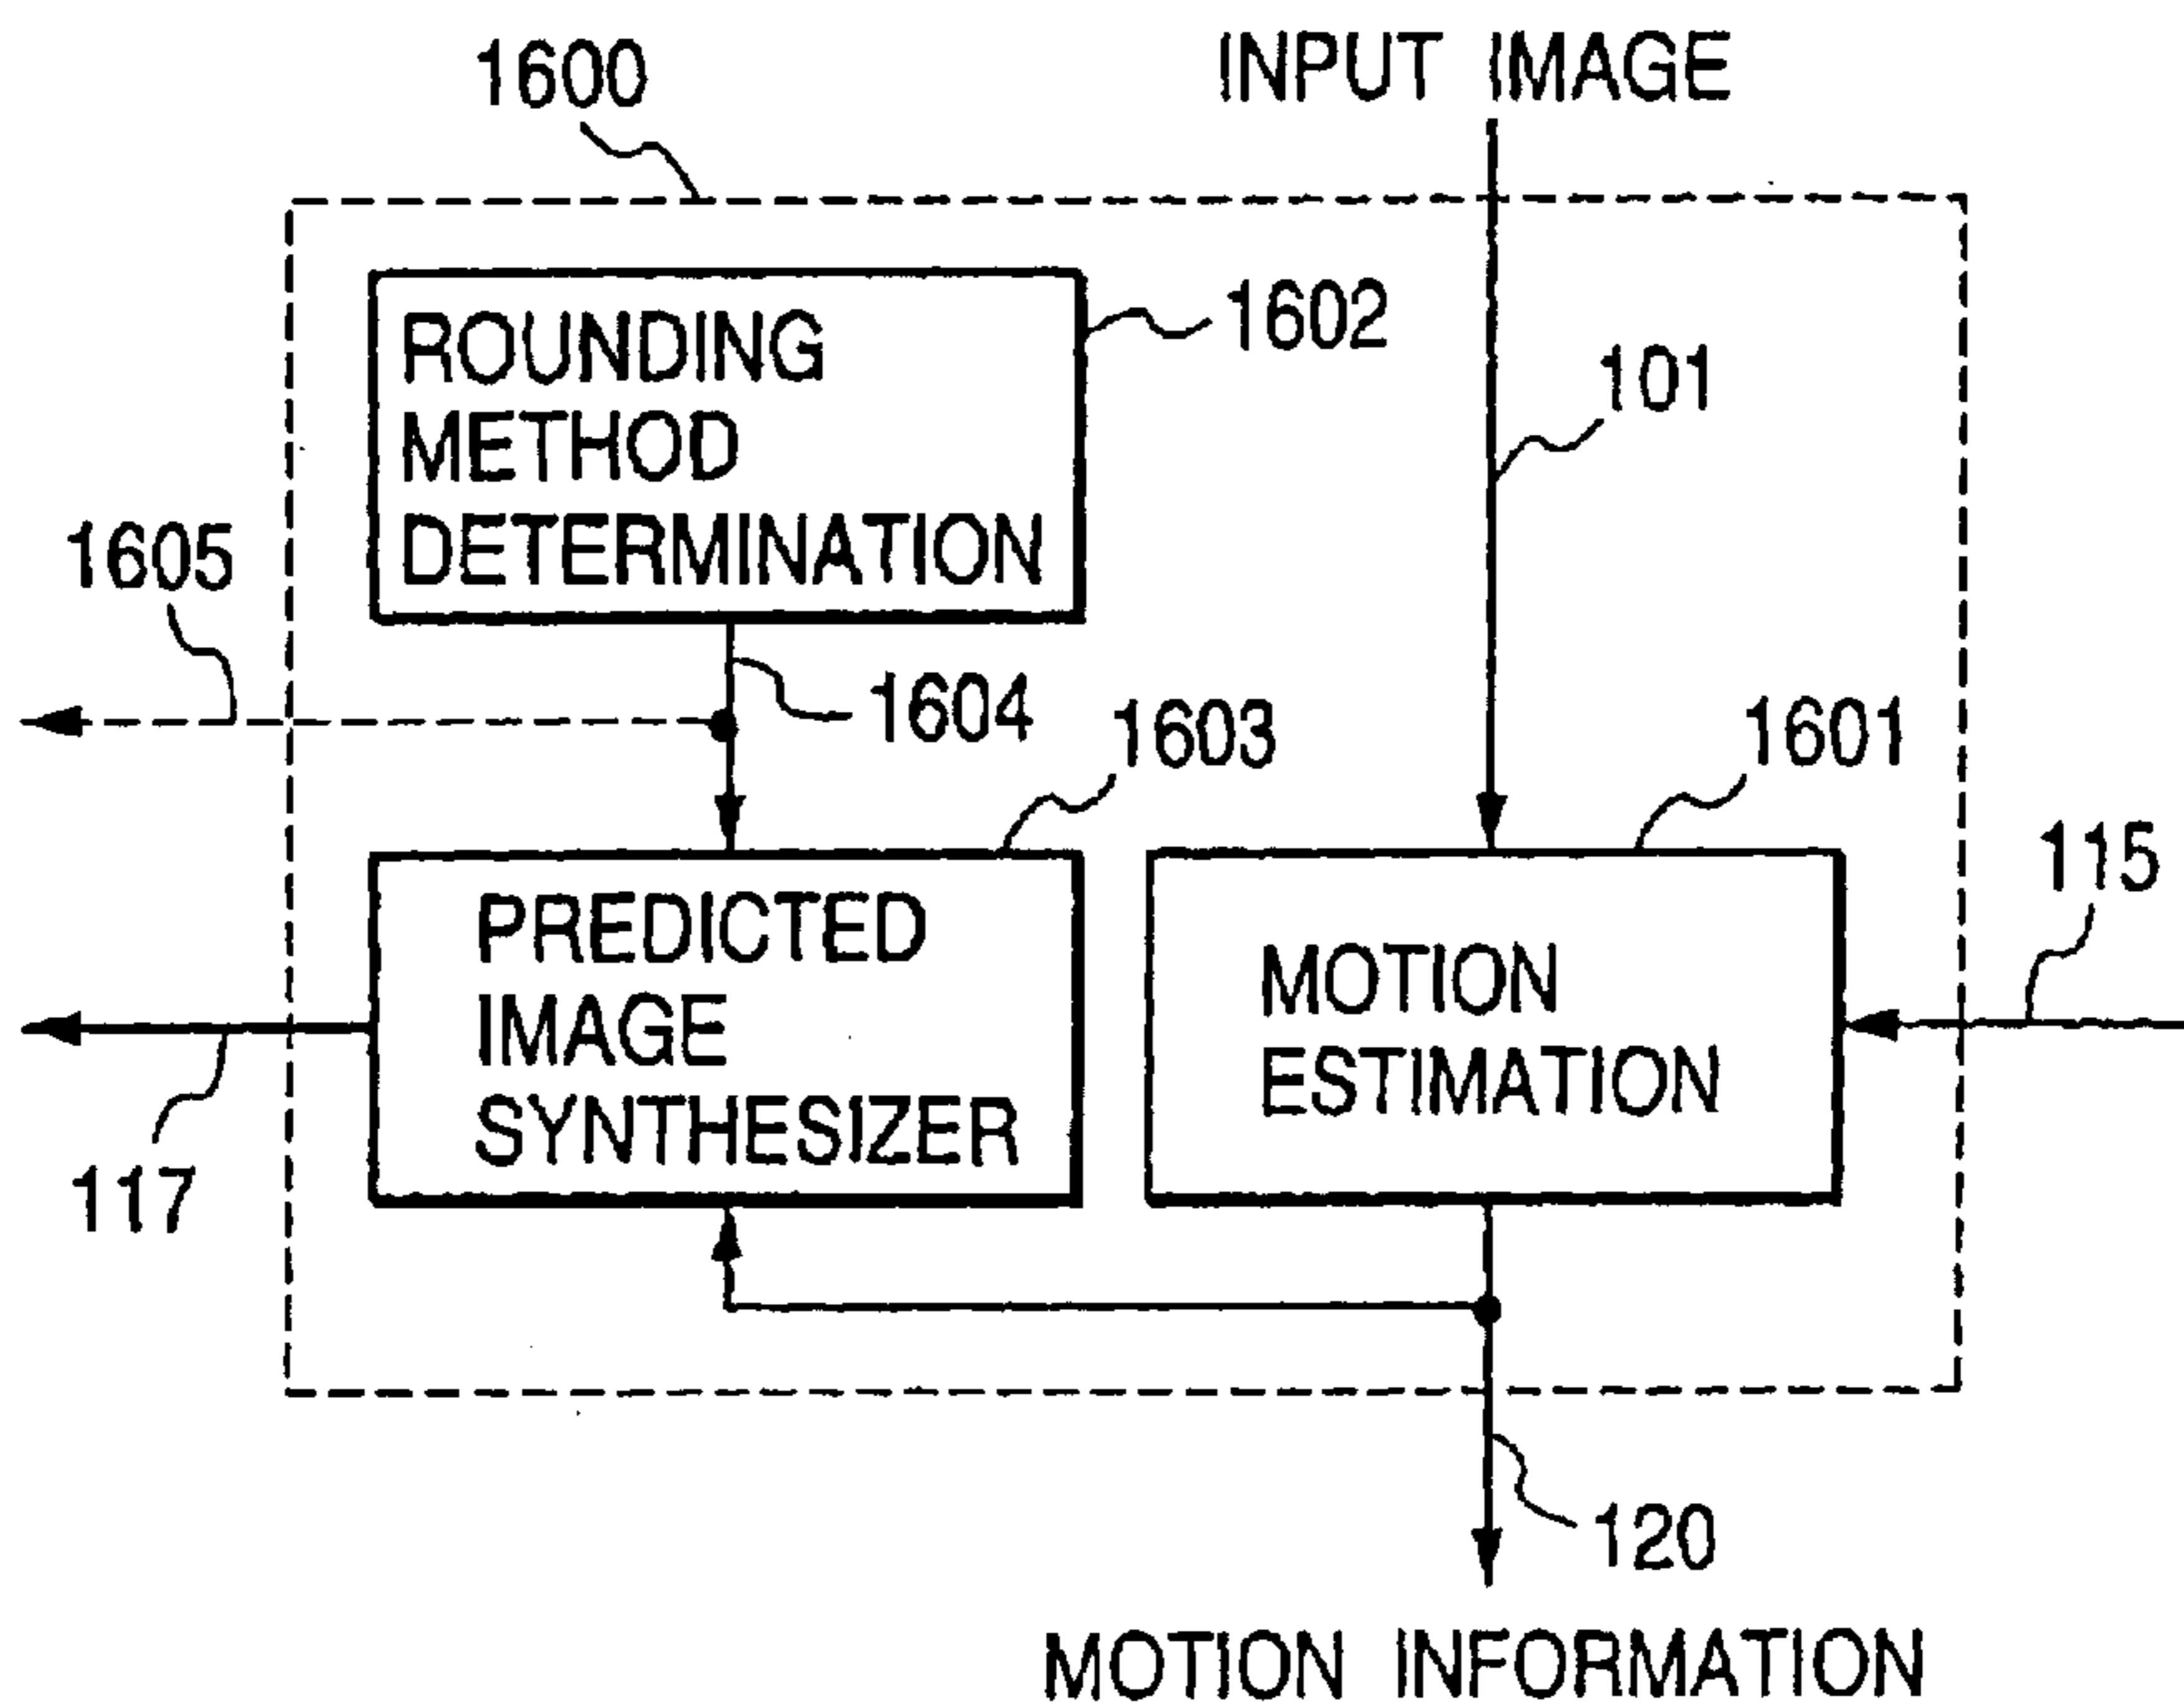 1600
INPUT IMAGE
ROUNDING
METHOD
DETERMINATION
1602
101
1605
1604
1603
1601
115
PREDICTED
IMAGE
SYNTHESIZER
MOTION
ESTIMATION
117
120
MOTION INFORMATION